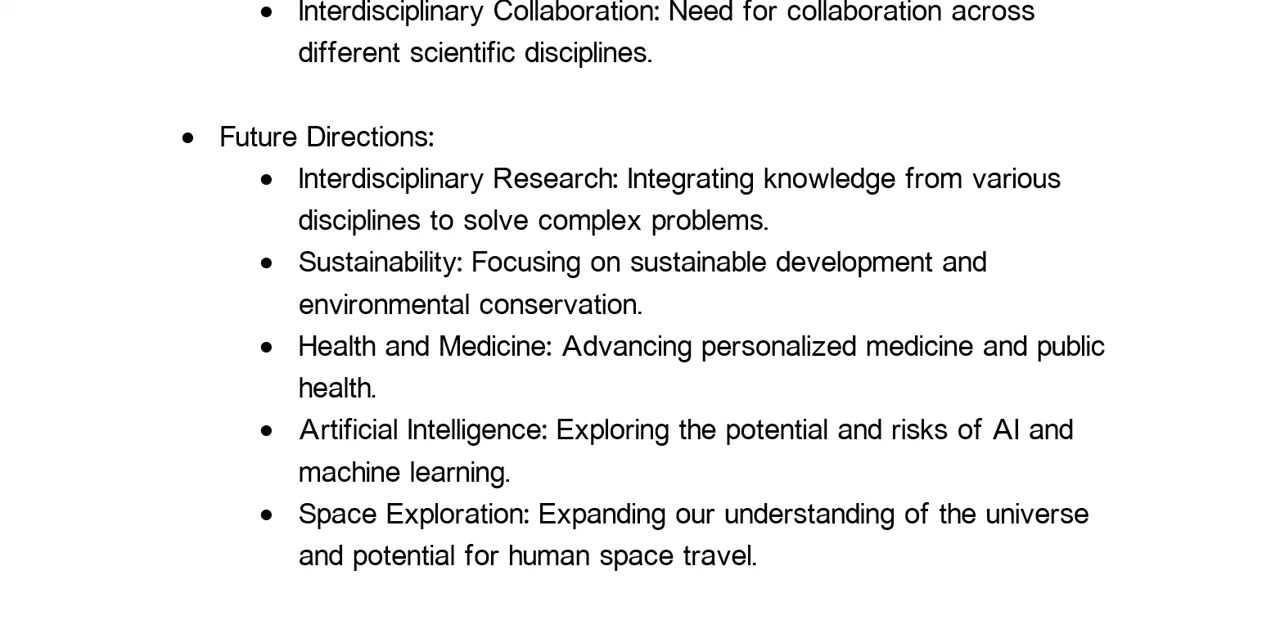 • Interdisciplinary Collaboration: Need for collaboration across
different scientific disciplines.
• Future Directions:
• Interdisciplinary Research: Integrating knowledge from various
disciplines to solve complex problems.
• Sustainability: Focusing on sustainable development and
environmental conservation.
• Health and Medicine: Advancing personalized medicine and public
health.
• Artificial Intelligence: Exploring the potential and risks of AI and
machine learning.
• Space Exploration: Expanding our understanding of the universe
and potential for human space travel.